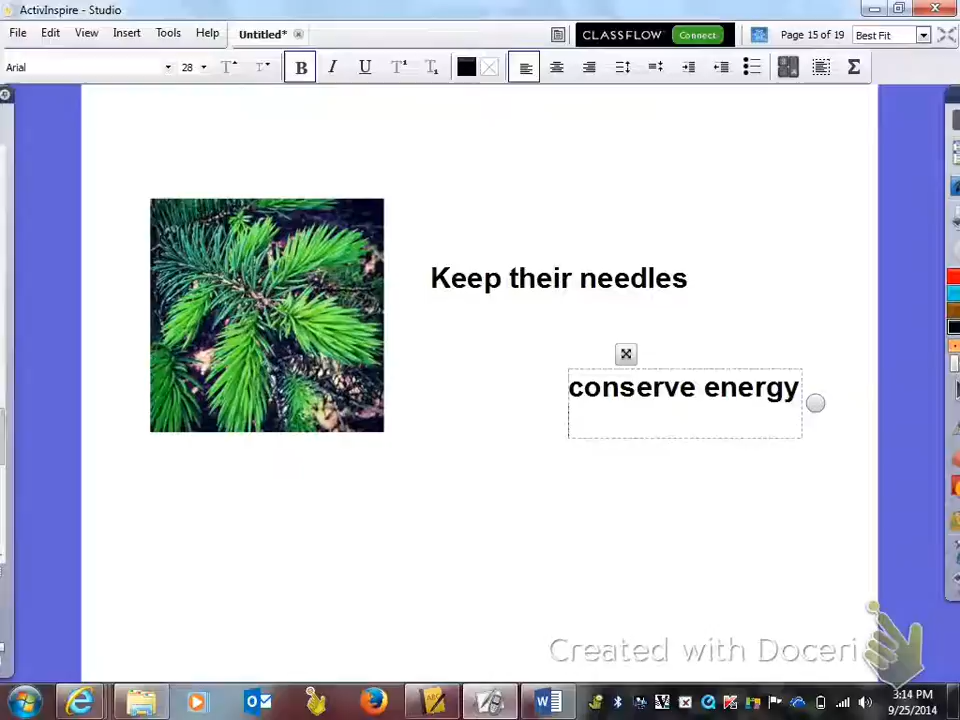 ActivInspire - Studio
File Edit View Insert Tools Help Untitled* CLASSFLOW Connect Page 15 of 19 Best Fit
Arial 28 B I U
Keep their needles
conserve energy
Created with Doceri
3:14 PM
9/25/2014